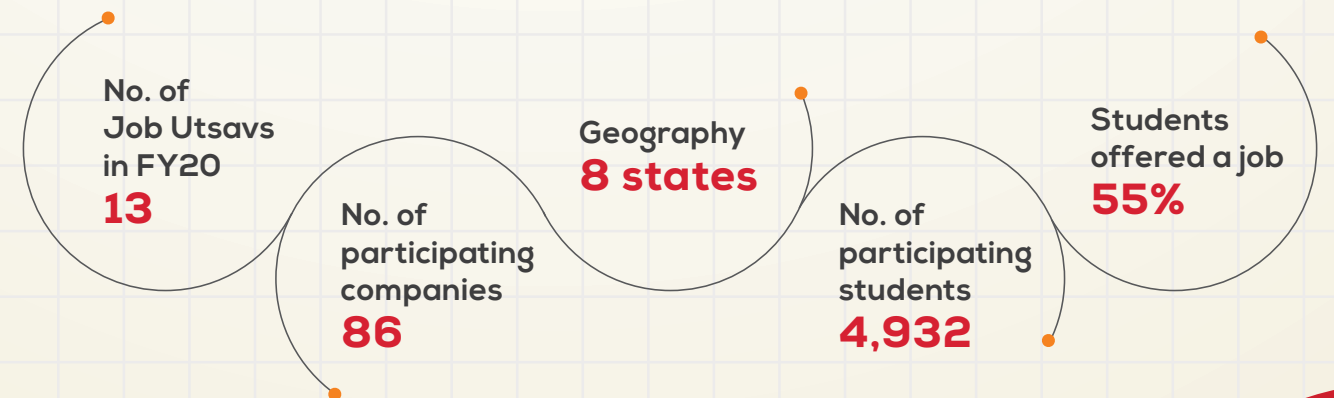 No. of
Job Utsavs
in FY20
13
No. of
participating
companies
86
Geography
8 states
No. of
participating
students
4,932
Students
offered a job
55%